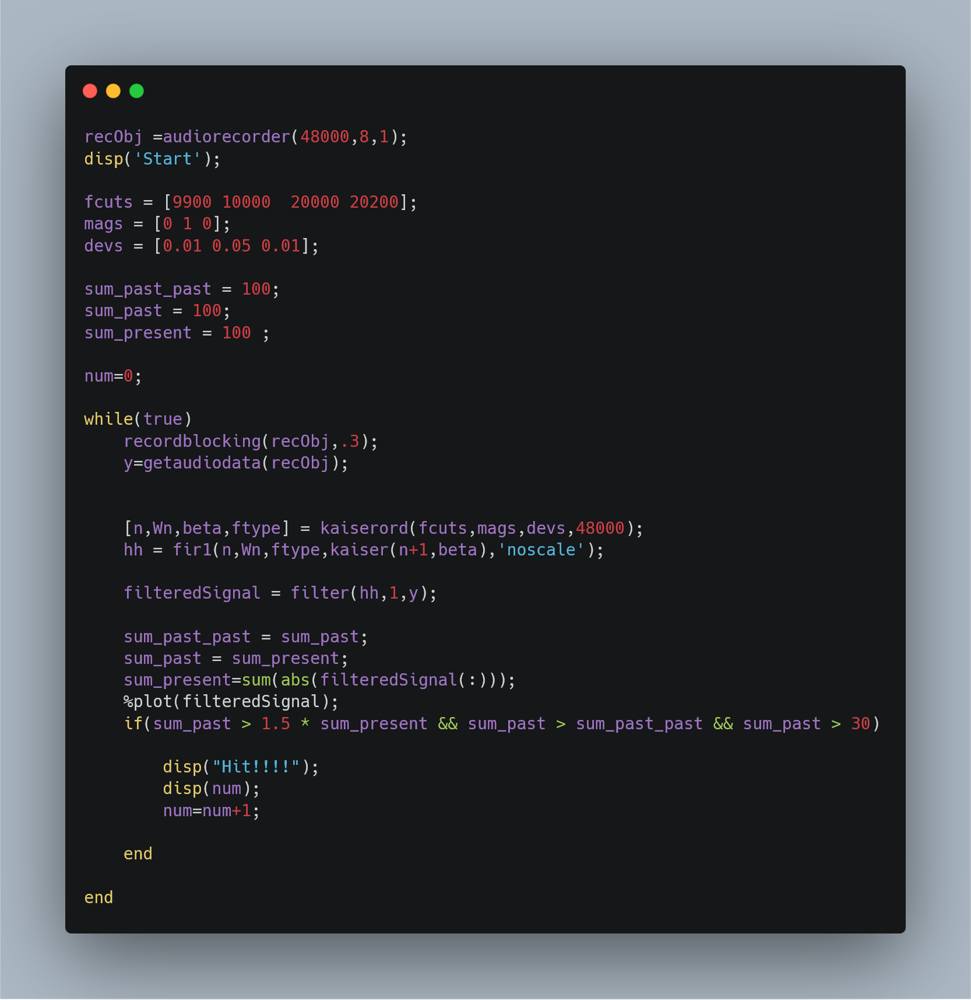 recObj =audiorecorder(48000,8,1);
disp('Start');
fcuts = [9900 10000  20000 20200];
mags = [0 1 0];
devs = [0.01 0.05 0.01];
sum_past_past = 100;
sum_past = 100;
sum_present = 100 ;
num=0;
while(true)
    recordblocking(recObj,.3);
    y=getaudiodata(recObj);
    [n,Wn,beta,ftype] = kaiserord(fcuts,mags,devs,48000);
    hh = fir1(n,Wn,ftype,kaiser(n+1,beta),'noscale');
    filteredSignal = filter(hh,1,y);
    sum_past_past = sum_past;
    sum_past = sum_present;
    sum_present=sum(abs(filteredSignal(:)));
    %plot(filteredSignal);
    if(sum_past > 1.5 * sum_present && sum_past > sum_past_past && sum_past > 30)
        disp("Hit!!!!");
        disp(num);
        num=num+1;
    end
end